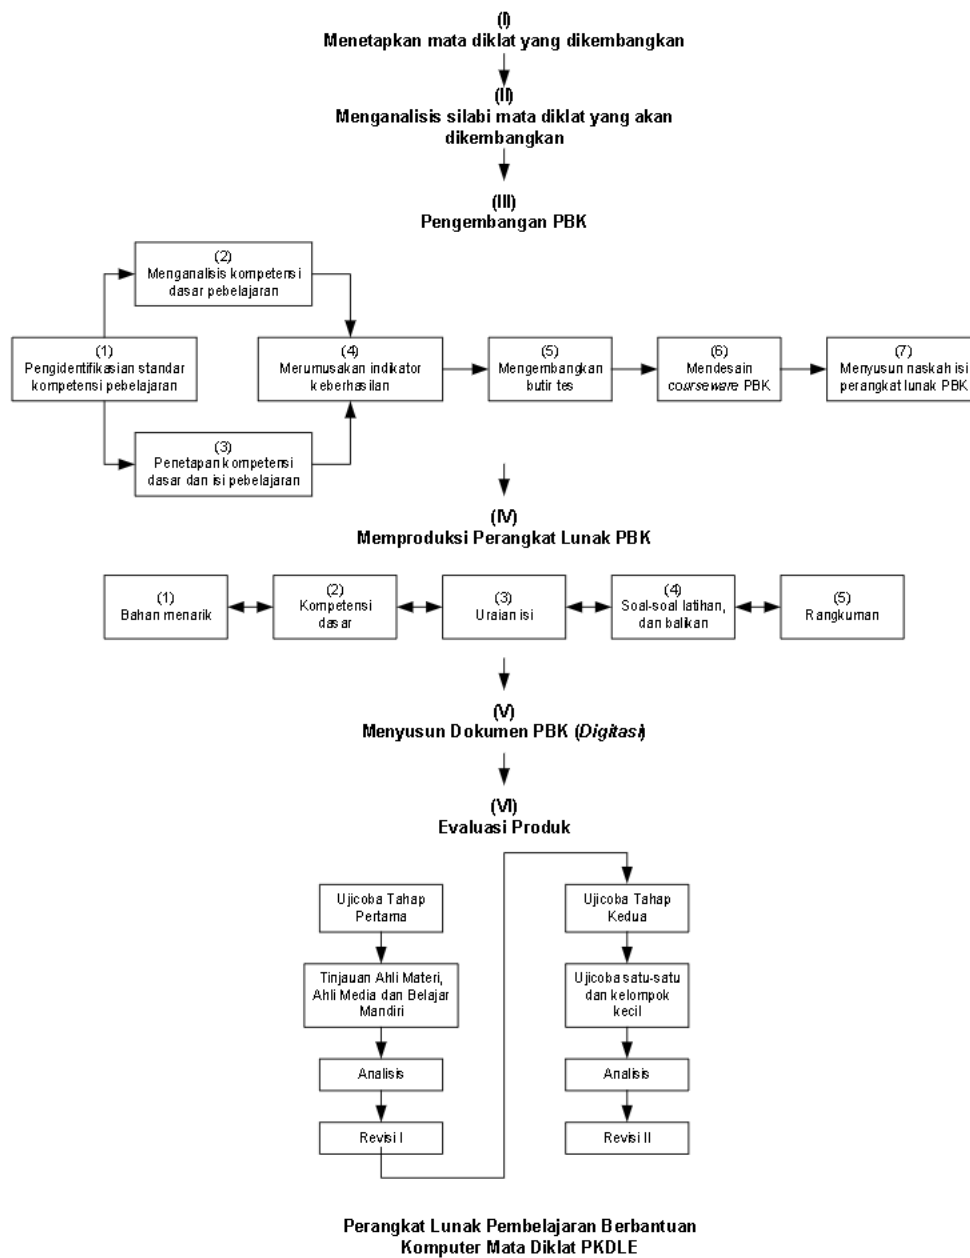 (I)
Menetapkan mata diklat yang dikembangkan
(II)
Menganalisis silabi mata diklat yang akan
dikembangkan
(III)
Pengembangan PBK
(2)
Menganalisis kompetensi
dasar pebelajaran
(1)
Pengidentifikasian standar
kompetensi pebelajaran
(4)
Merumusakan indikator
keberhasilan
(5)
Mengembangkan
butir tes
(6)
Mendesain
courseware PBK
(7)
Menyusun naskah isi
perangkat lunak PBK
(3)
Penetapan kompetensi
dasar dan isi pebelajaran
(IV)
Memproduksi Perangkat Lunak PBK
(1)
Bahan menarik
(2)
Kompetensi
dasar
(3)
Uraian isi
(4)
Soal-soal latihan,
dan balikan
(5)
Rangkuman
(V)
Menyusun Dokumen PBK (Digitasi)
(VI)
Evaluasi Produk
Ujicoba Tahap
Pertama
Tinjauan Ahli Materi,
Ahli Media dan Belajar
Mandiri
Analisis
Revisi I
Ujicoba Tahap
Kedua
Ujicoba satu-satu
dan kelompok
kecil
Analisis
Revisi II
Perangkat Lunak Pembelajaran Berbantuan
Komputer Mata Diklat PKDLE